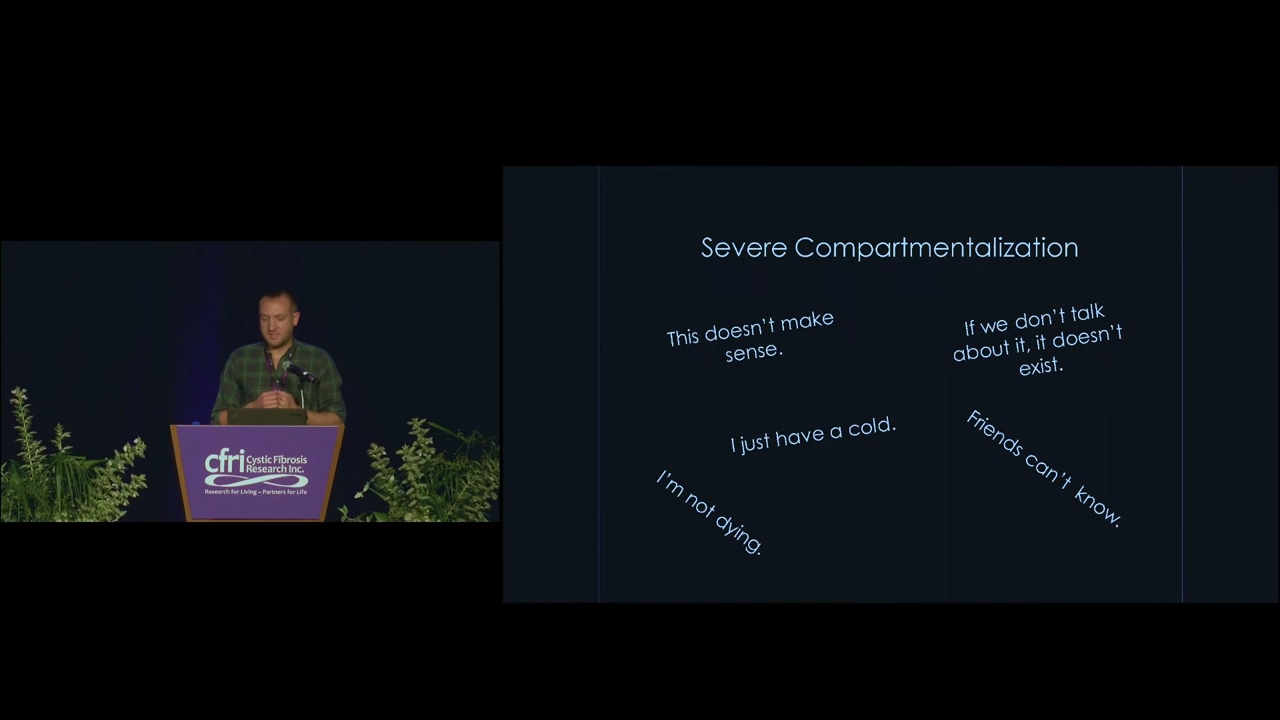 cfri Cystic Fibrosis
Research Inc.
Research for Living – Partners for Life
Severe Compartmentalization
This doesn't make
sense.
If we don't talk
about it, it doesn't
exist.
I just have a cold.
Friends can't know.
I'm not dying.